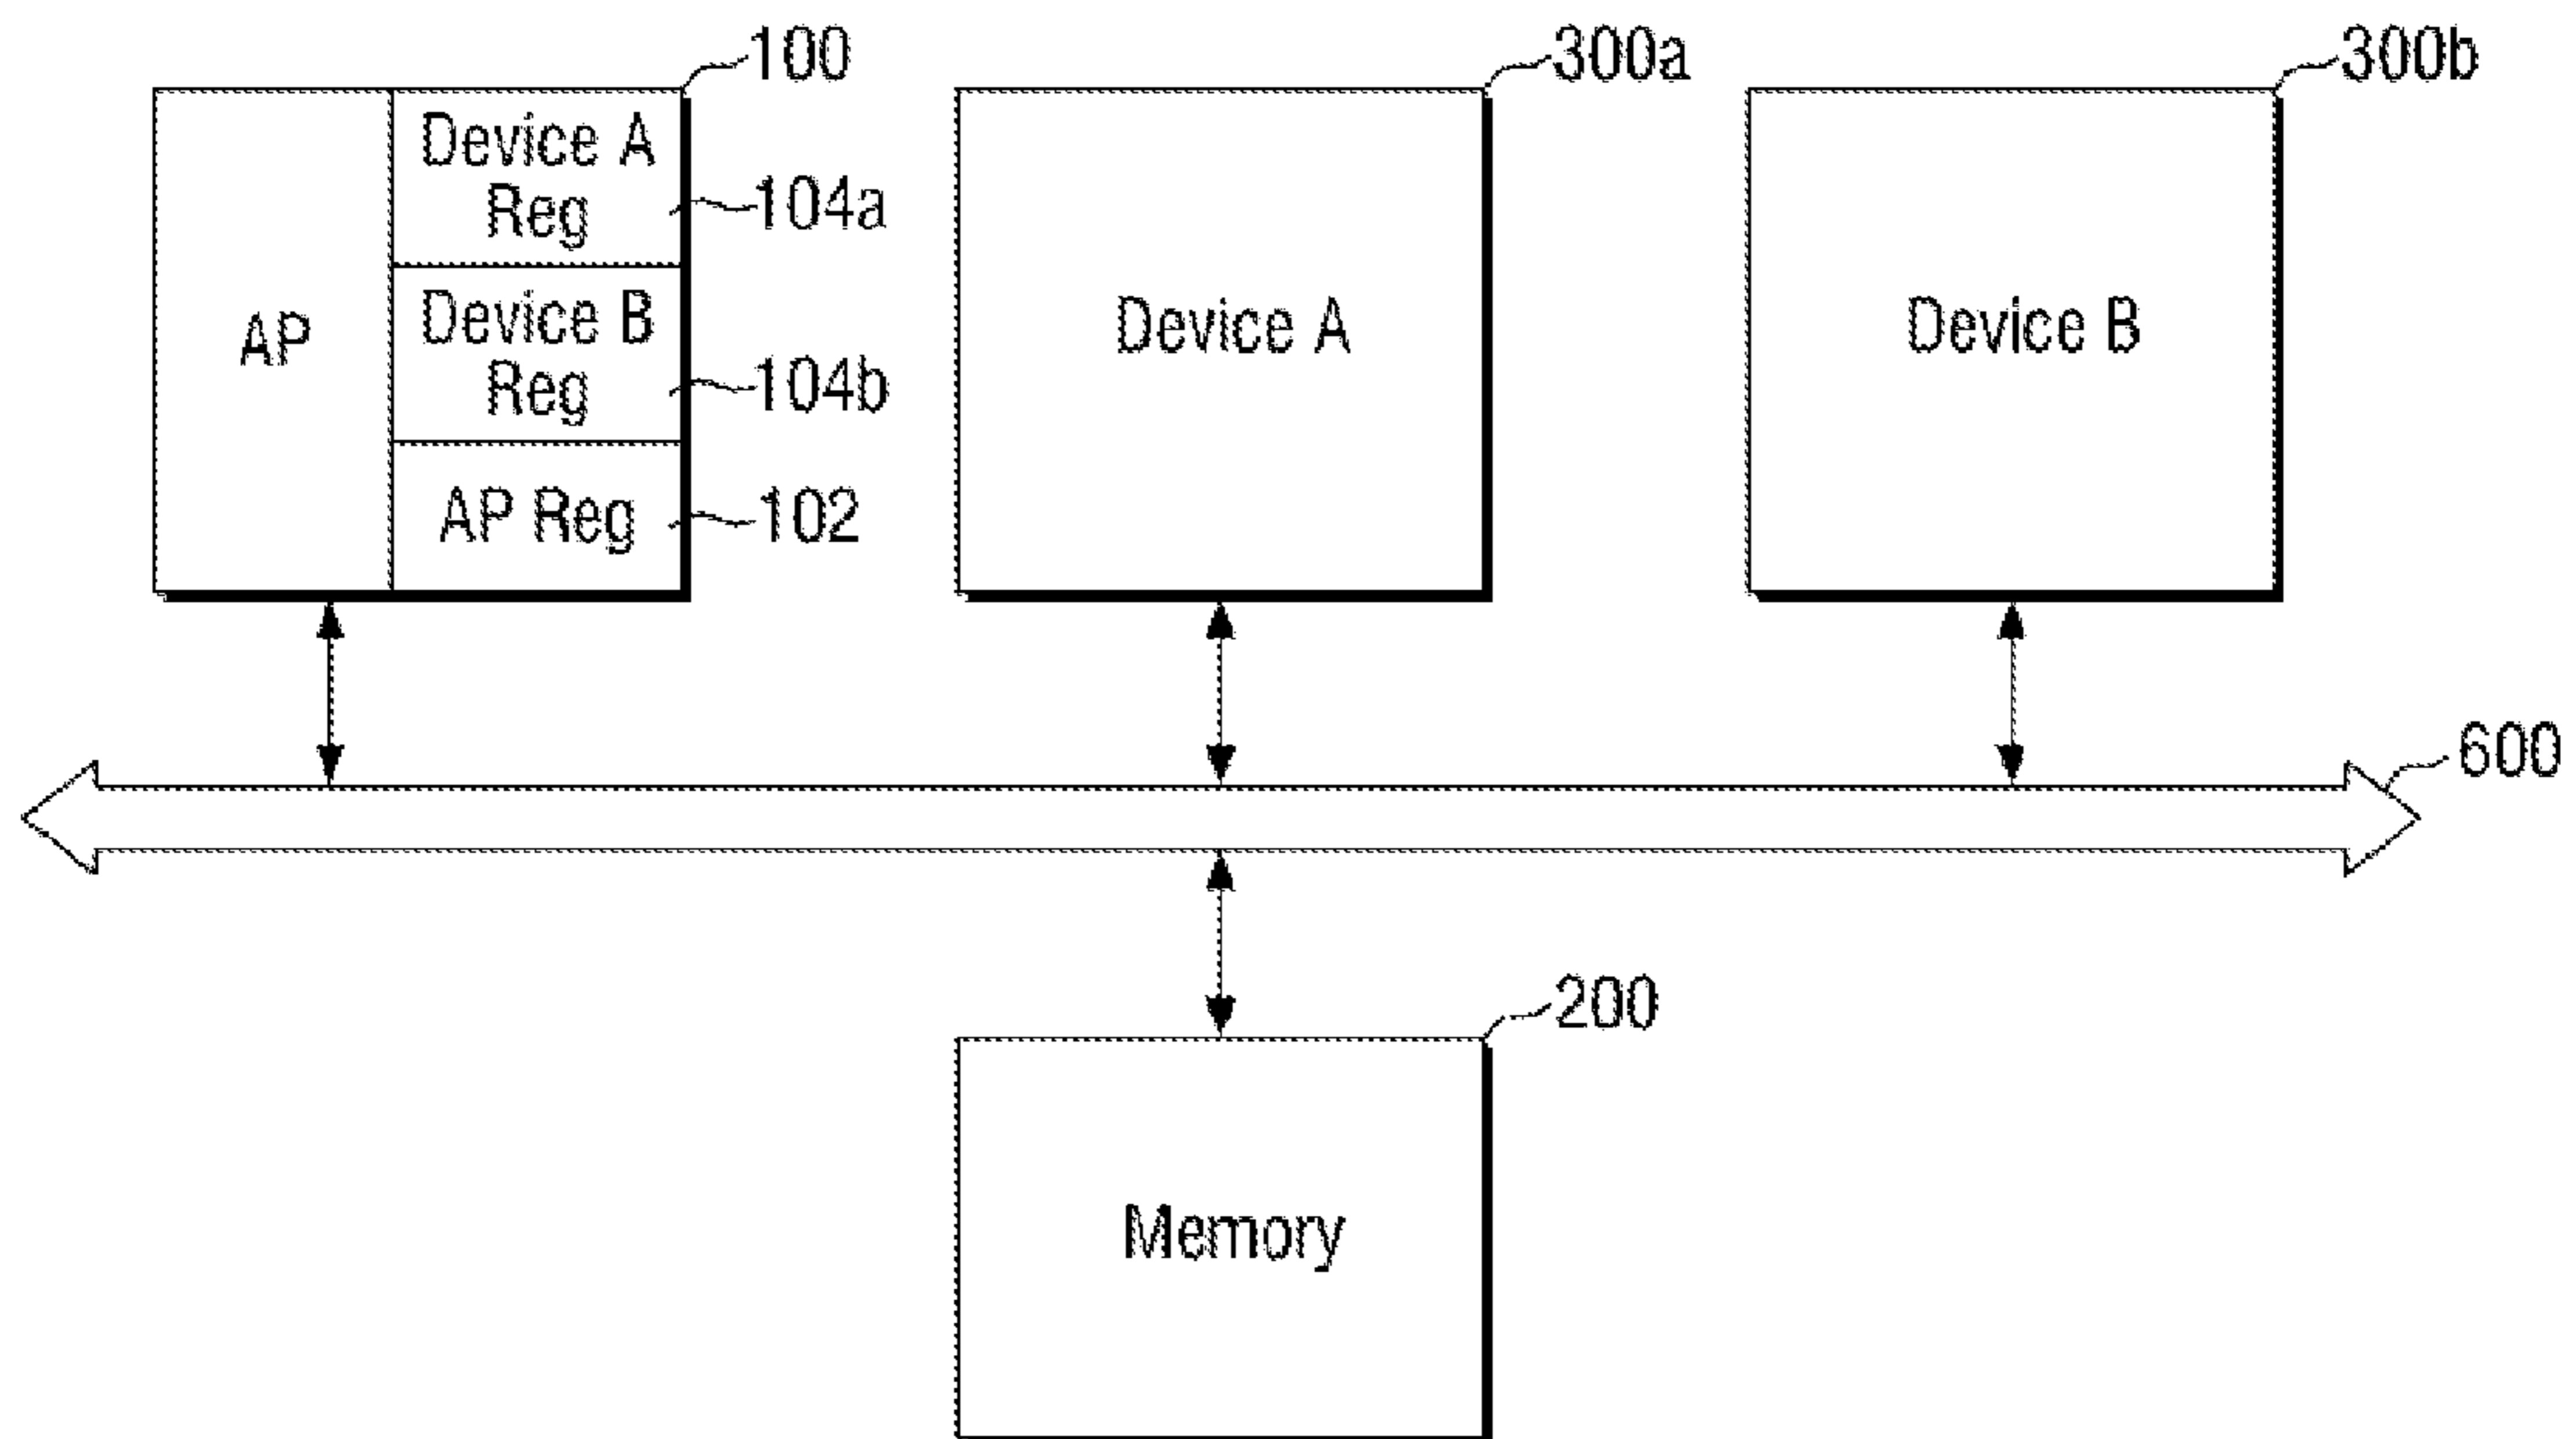 100
300a
300b
Device A
Reg
104a
AP
Device B
Reg
104b
AP Reg
102
Device A
Device B
600
200
Memory